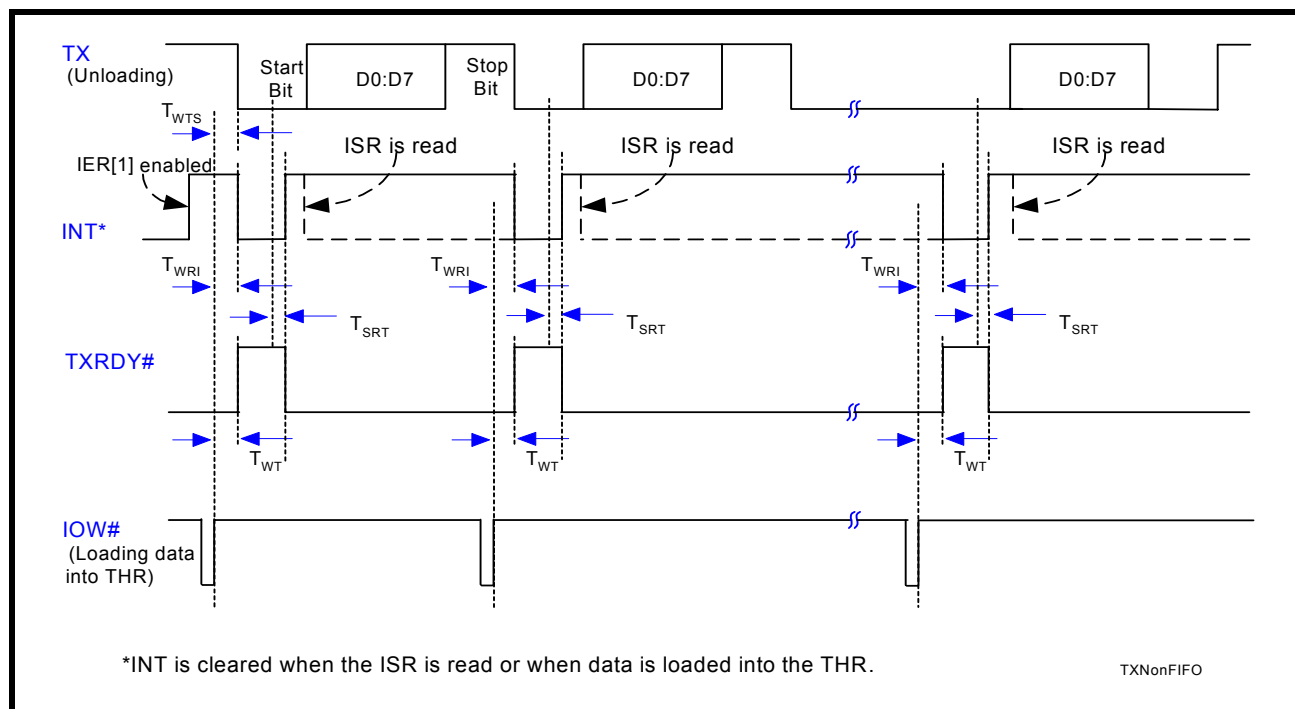 TX
(Unloading)
Start
Bit
D0:D7
Stop
Bit
D0:D7
D0:D7
TWTS
IER[1] enabled
ISR is read
ISR is read
ISR is read
INT*
TWRI
TWRI
TWRI
TSRT
TSRT
TSRT
TXRDY#
TWT
TWT
TWT
IOW#
(Loading data
into THR)
*INT is cleared when the ISR is read or when data is loaded into the THR.
TXNonFIFO